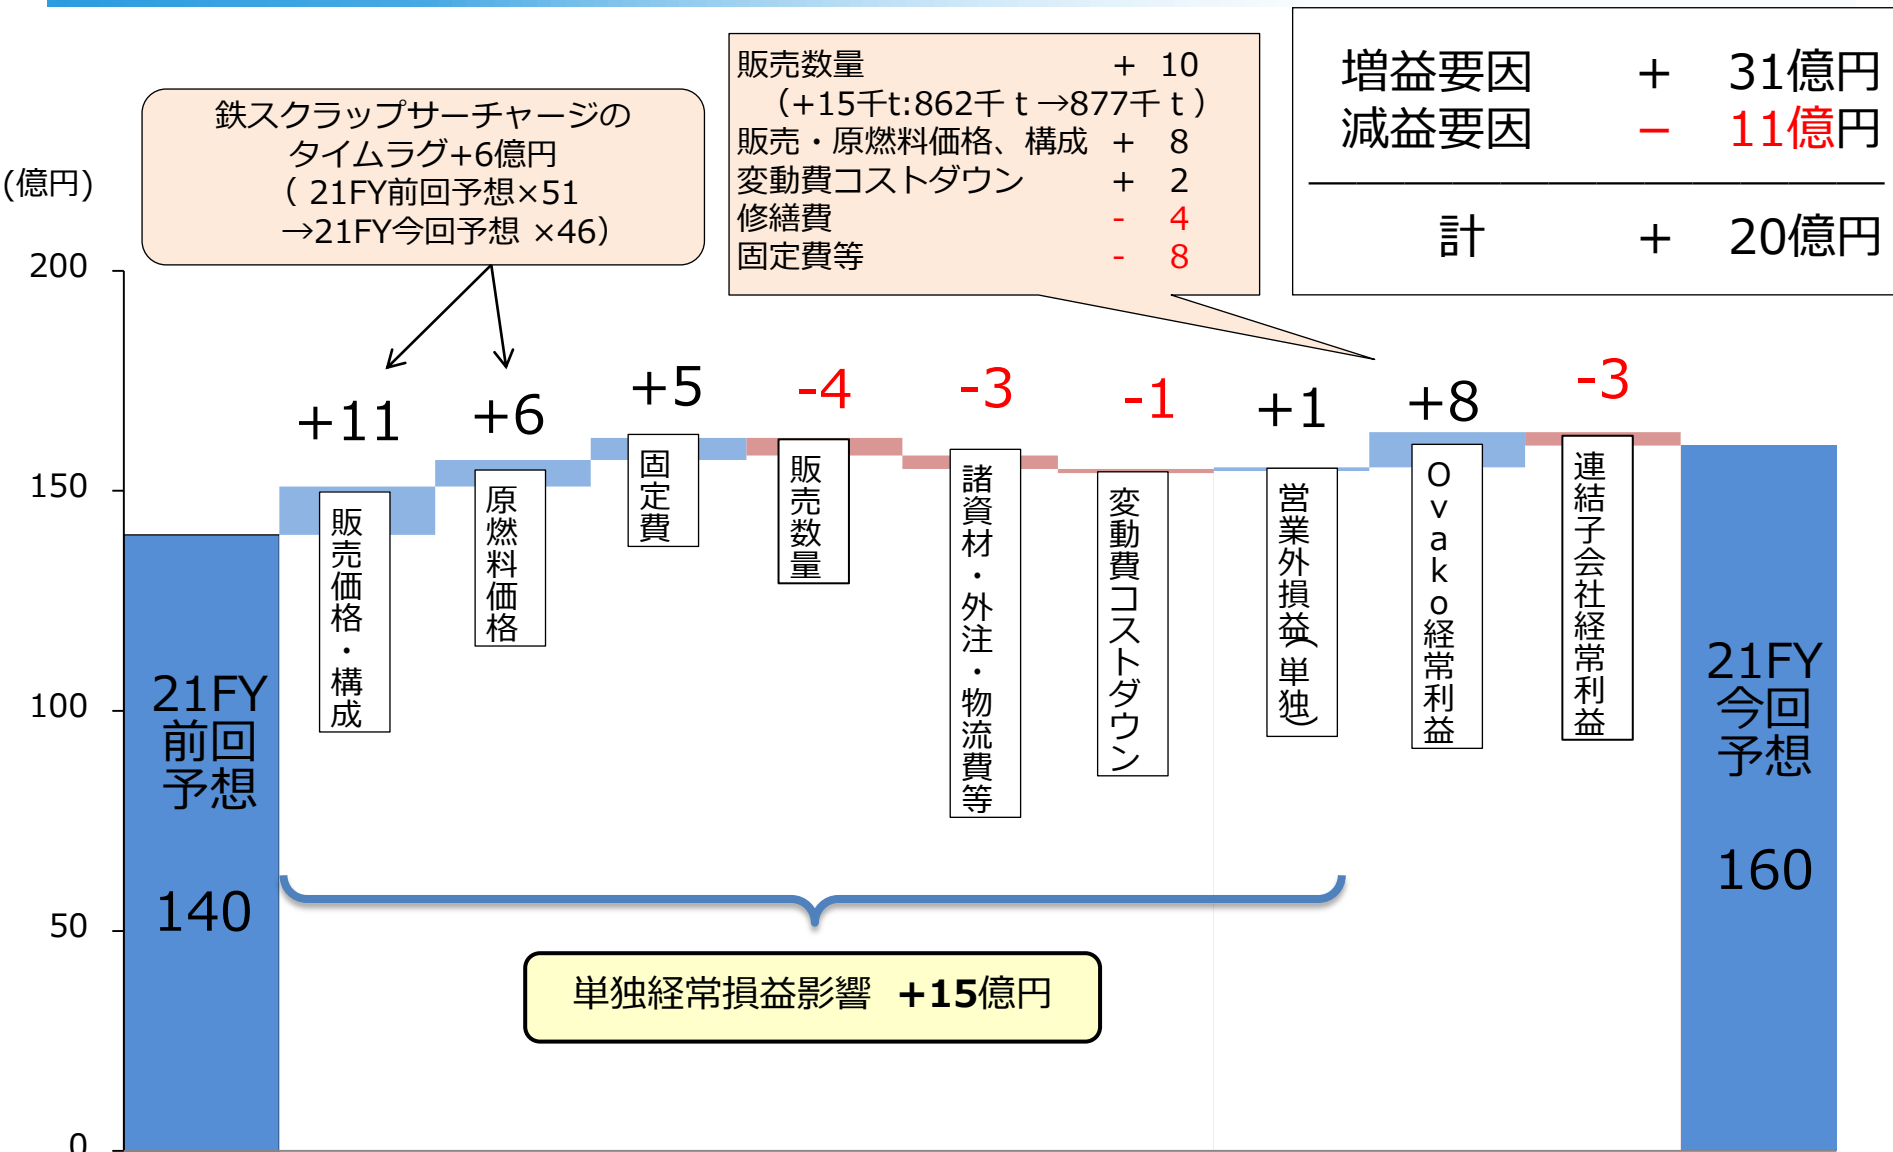 鉄スクラップサーチャージの
タイムラグ+6億円
( 21FY前回予想×51
→21FY今回予想 ×46)
販売数量 + 10
(+15千t:862千ｔ→877千ｔ)
販売・原燃料価格、構成 + 8
変動費コストダウン + 2
修繕費 - 4
固定費等 - 8
増益要因 + 31億円
減益要因 − 11億円
計 + 20億円
(億円)
200
150
100
50
0
+11
+6
+5
-4
-3
-1
+1
+8
-3
21FY
前回
予想
140
販売価格・構成
原燃料価格
固定費
販売数量
諸資材・外注・物流費等
変動費コストダウン
営業外損益(単独)
Ovako経常利益
連結子会社経常利益
21FY
今回
予想
160
単独経常損益影響 +15億円